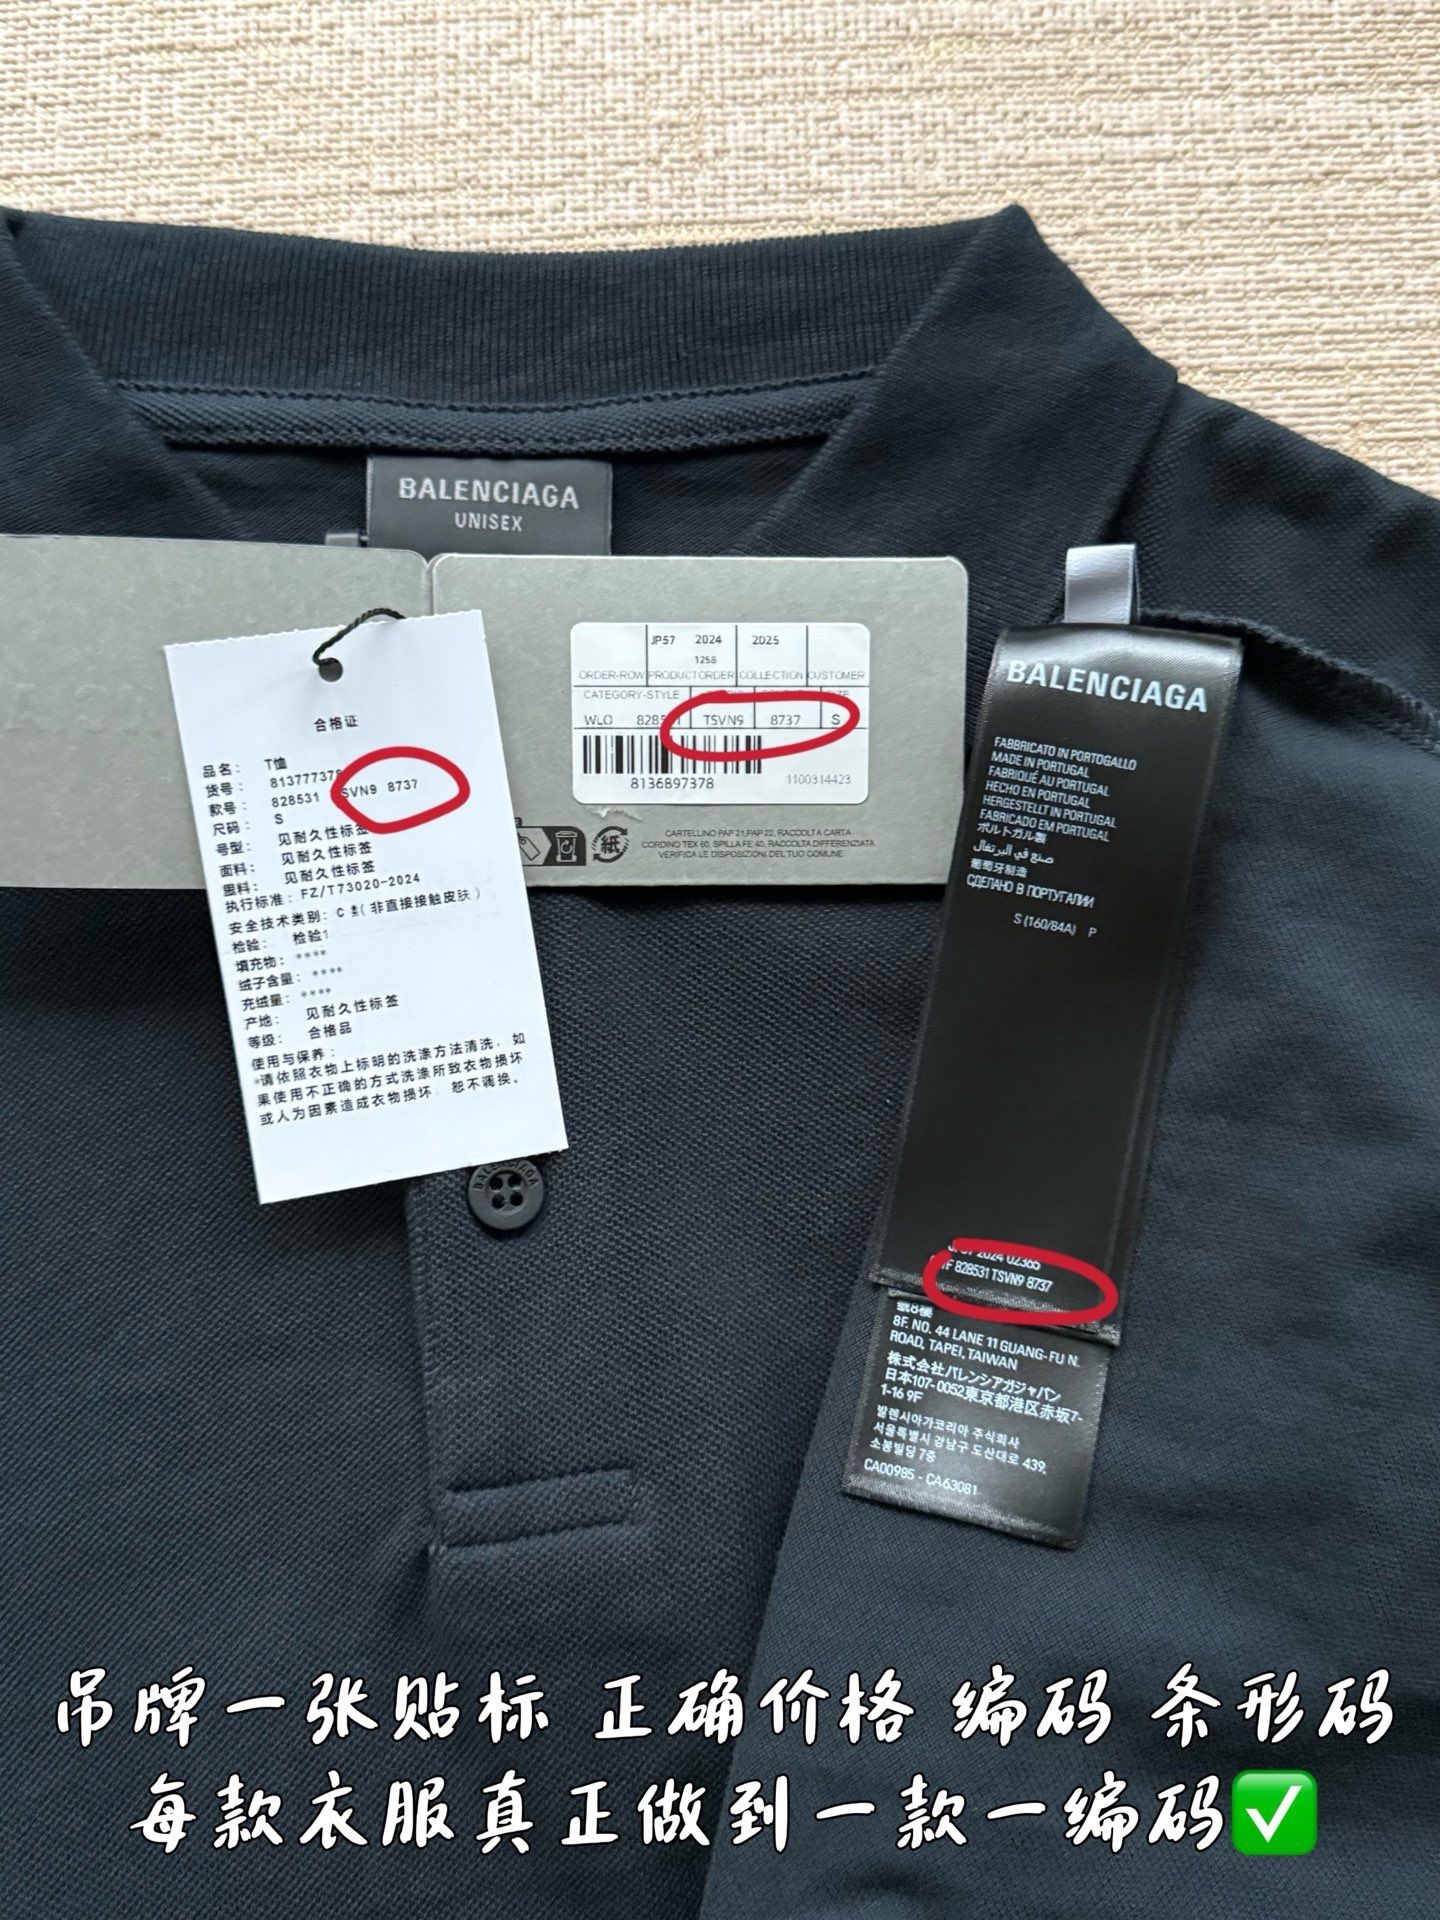 BALENCIAGA
UNISEX
合格证
品名： T恤
货号： 813777378
款号： 828531 SVN9 8737
尺码： S
号型： 见耐久性标签
面料： 见耐久性标签
里料： 见耐久性标签
执行标准：FZ/T73020-2024
安全技术类别：C 类(非直接接触皮肤)
检验： 检验1
填充物：****
绒子含量：****
充绒量：****
产地： 见耐久性标签
等级： 合格品
使用与保养：
*请依照衣物上标明的洗涤方法清洗，如
果使用不正确的方式洗涤所致衣物损坏
或人为因素造成衣物损坏，恕不调换。
JP57 2024 2025
1258
ORDER-ROW PRODUCTORDER COLLECTION CUSTOMER
CATEGORY-STYLE
WLO 828531 TSVN9 8737 S
8136897378 1100314423
紙
CARTELLINO PAP 21,PAP 22, RACCOLTA CARTA
CORDINO TEX 60, SPILLA FE 40, RACCOLTA DIFFERENZIATA
VERIFICA LE DISPOSIZIONI DEL TUO COMUNE
BALENCIAGA
FABBRICATO IN PORTOGALLO
MADE IN PORTUGAL
FABRIQUÉ AU PORTUGAL
HECHO EN PORTUGAL
HERGESTELLT IN PORTUGAL
FABRICADO EM PORTUGAL
ポルトガル製
صنع في البرتغال
葡萄牙制造
СДЕЛАНО В ПОРТУГАЛИИ
S (160/84A) P
2024 02365
828531 TSVN9 8737
號8樓
8F. NO. 44 LANE 11 GUANG-FU N.
ROAD, TAPEI, TAIWAN
株式会社バレンシアガジャパン
日本107-0052東京都港区赤坂7-
1-16 9F
발렌시아가코리아 주식회사
서울특별시 강남구 도산대로 439,
소봉빌딩 7층
CA00985 - CA63081
BALENCIAGA
吊牌一张贴标 正确价格 编码 条形码
每款衣服真正做到一款一编码✅